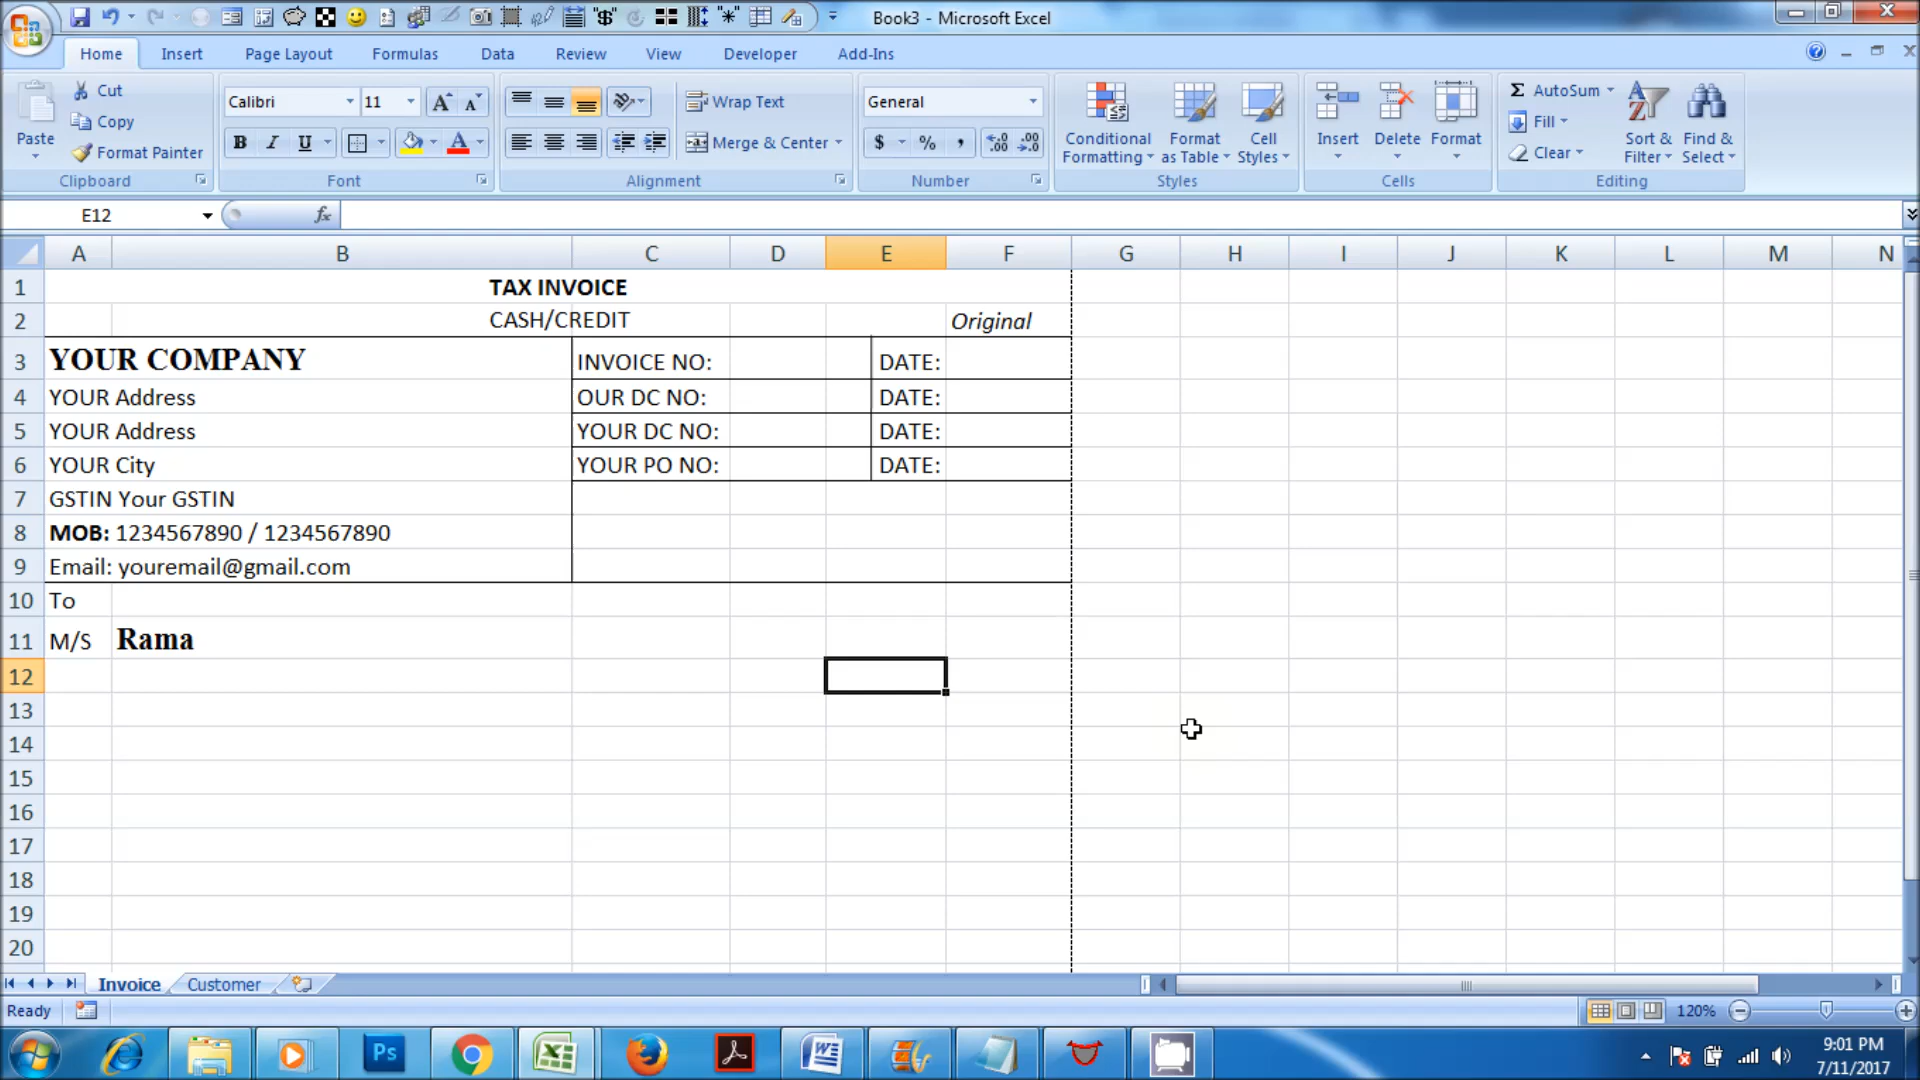 Book3 - Microsoft Excel
Home Insert Page Layout Formulas Data Review View Developer Add-Ins
Paste
Cut
Copy
Format Painter
Clipboard
Calibri 11
B I U
Font
Wrap Text
Merge & Center
Alignment
General
$ % ,
Number
Conditional Formatting
Format as Table
Cell Styles
Styles
Insert
Delete
Format
Cells
AutoSum
Fill
Clear
Sort & Filter
Find & Select
Editing
E12 fx
A B C D E F G H I J K L M N
1 TAX INVOICE
2 CASH/CREDIT Original
3 YOUR COMPANY INVOICE NO: DATE:
4 YOUR Address OUR DC NO: DATE:
5 YOUR Address YOUR DC NO: DATE:
6 YOUR City YOUR PO NO: DATE:
7 GSTIN Your GSTIN
8 MOB: 1234567890 / 1234567890
9 Email: youremail@gmail.com
10 To
11 M/S Rama
12
13
14
15
16
17
18
19
20
Invoice Customer
Ready 120%
Ps
9:01 PM
7/11/2017